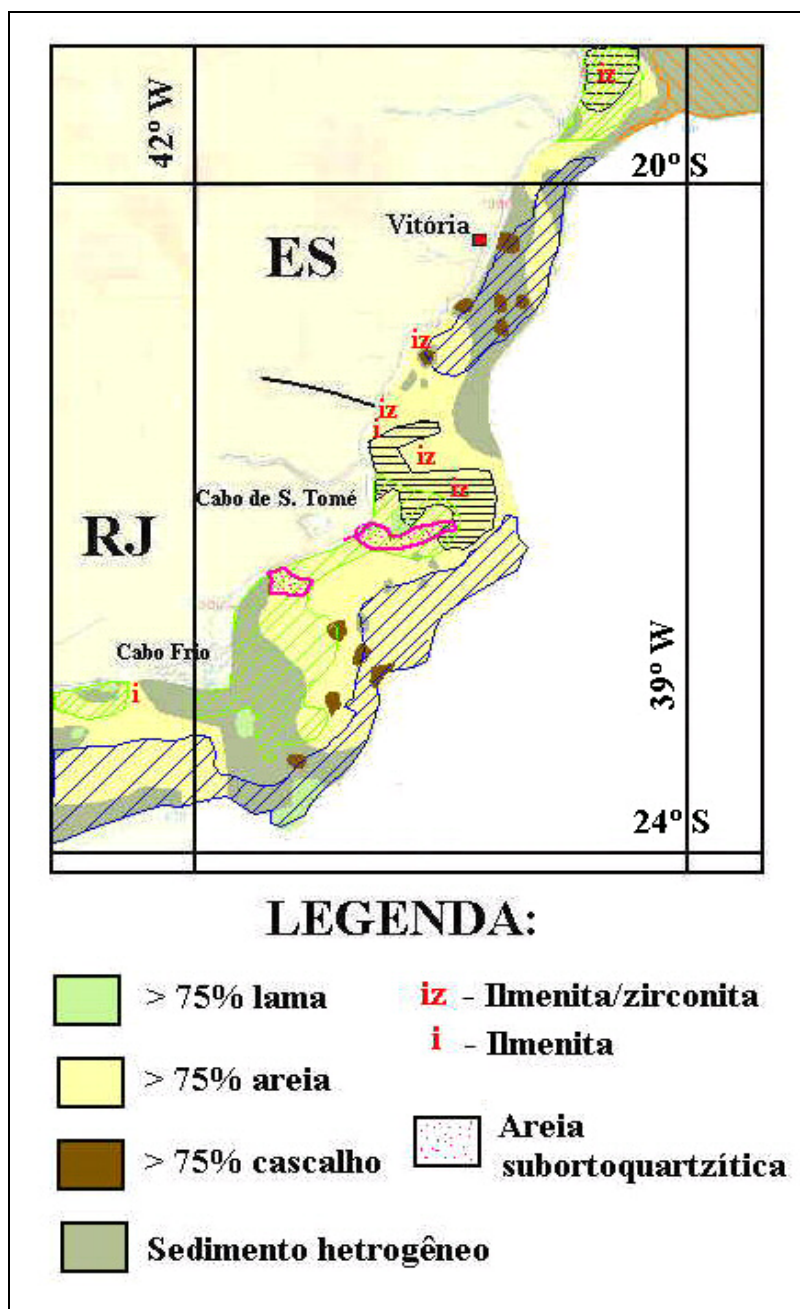 42º W
iz
20º S
Vitória
ES
iz
iz
i
iz
Cabo de S. Tomé
iz
RJ
Cabo Frio
i
39º W
24º S
LEGENDA:
> 75% lama
> 75% areia
> 75% cascalho
Sedimento hetrogêneo
iz - Ilmenita/zirconita
i - Ilmenita
Areia
subortoquartzítica